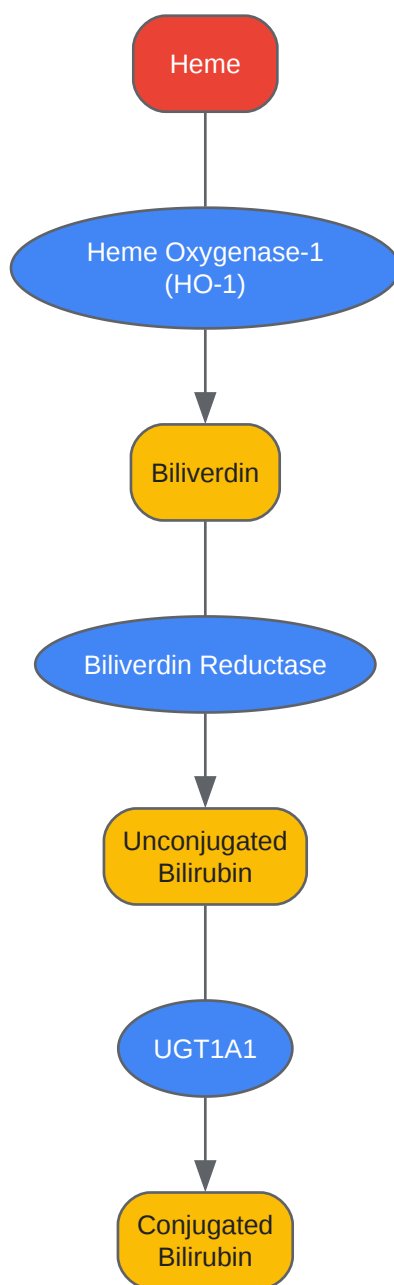 Heme
Heme Oxygenase-1
(HO-1)
Biliverdin
Biliverdin Reductase
Unconjugated
Bilirubin
UGT1A1
Conjugated
Bilirubin